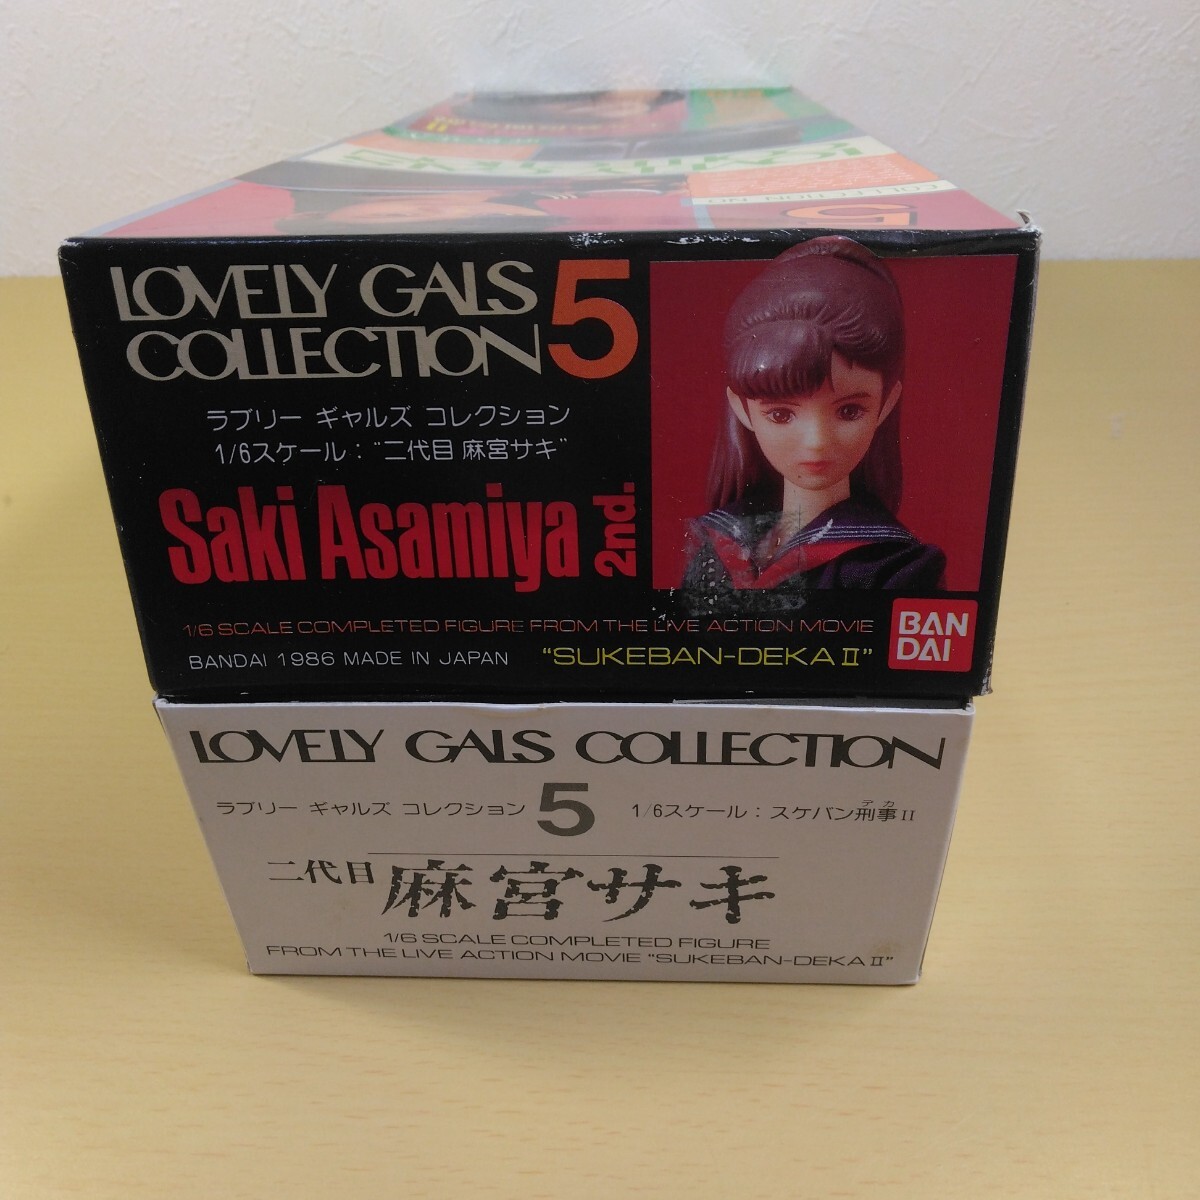 COLLECTION NO
5
LOVELY GALS
COLLECTION 5
ラブリー ギャルズ コレクション
1/6スケール："二代目 麻宮サキ"
Saki Asamiya 2nd.
1/6 SCALE COMPLETED FIGURE FROM THE LIVE ACTION MOVIE
BANDAI 1986 MADE IN JAPAN "SUKEBAN-DEKA II"
BAN
DAI
LOVELY GALS COLLECTION
ラブリー ギャルズ コレクション 5 1/6スケール：スケバン刑事II
デカ
二代目 麻宮サキ
1/6 SCALE COMPLETED FIGURE
FROM THE LIVE ACTION MOVIE "SUKEBAN-DEKA II"